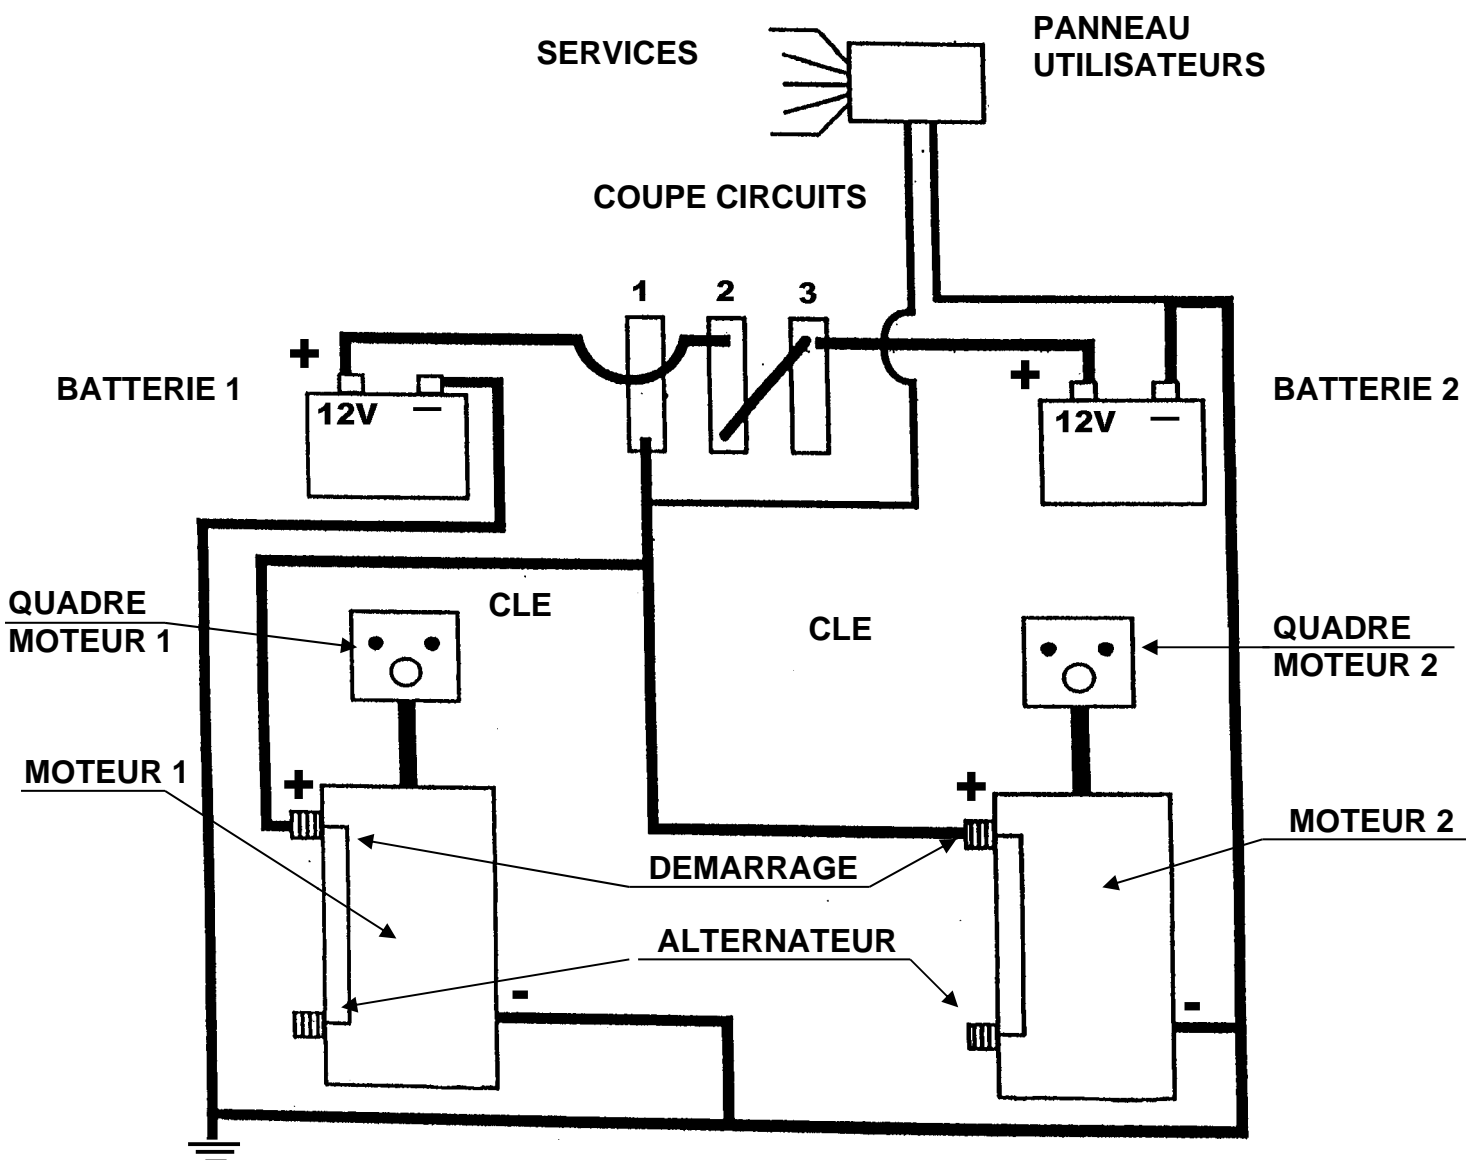 PANNEAU
UTILISATEURS
SERVICES
COUPE CIRCUITS
1 2 3
+
BATTERIE 1
12V −
+
12V −
BATTERIE 2
QUADRE
MOTEUR 1
CLE
CLE
QUADRE
MOTEUR 2
MOTEUR 1
+
+
MOTEUR 2
DEMARRAGE
ALTERNATEUR
-
-